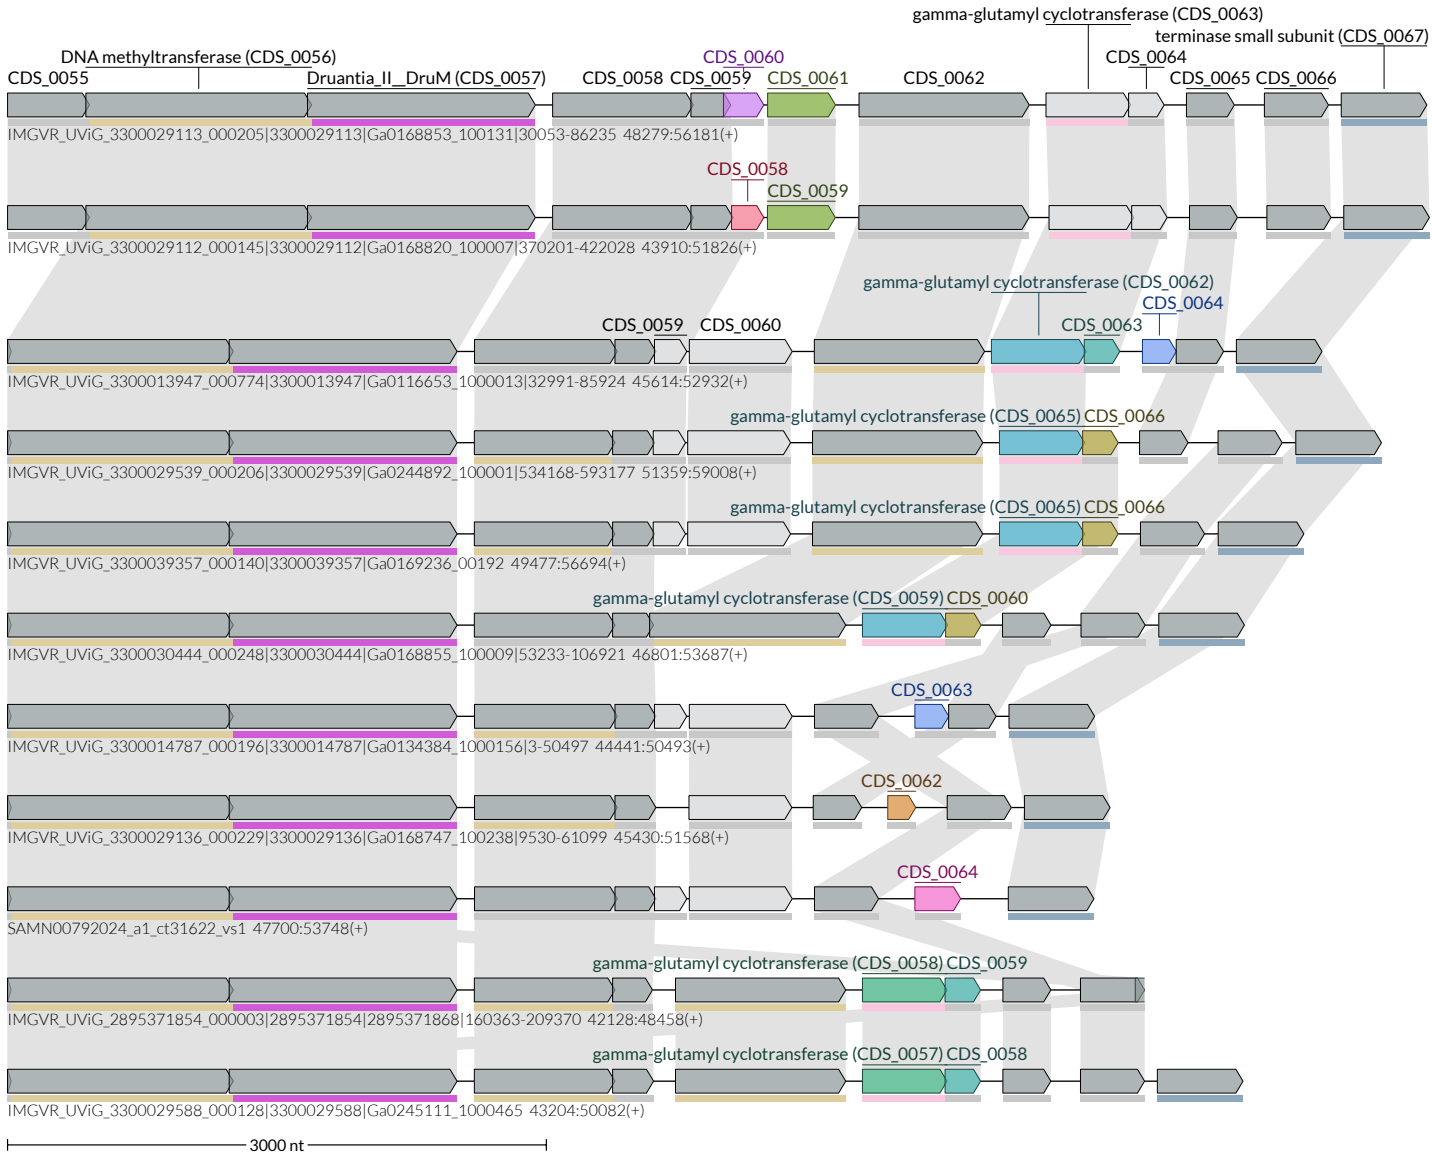 gamma-glutamyl cyclotransferase (CDS_0063)
terminase small subunit (CDS_0067)
DNA methyltransferase (CDS_0056) CDS_0060 CDS_0064
CDS_0055 Druantia_II__DruM (CDS_0057) CDS_0058 CDS_0059 CDS_0061 CDS_0062 CDS_0065 CDS_0066
IMGVR_UViG_3300029113_000205|3300029113|Ga0168853_100131|30053-86235 48279:56181(+)
CDS_0058
CDS_0059
IMGVR_UViG_3300029112_000145|3300029112|Ga0168820_100007|370201-422028 43910:51826(+)
gamma-glutamyl cyclotransferase (CDS_0062)
CDS_0064
CDS_0059 CDS_0060 CDS_0063
IMGVR_UViG_3300013947_000774|3300013947|Ga0116653_1000013|32991-85924 45614:52932(+)
gamma-glutamyl cyclotransferase (CDS_0065) CDS_0066
IMGVR_UViG_3300029539_000206|3300029539|Ga0244892_100001|534168-593177 51359:59008(+)
gamma-glutamyl cyclotransferase (CDS_0065) CDS_0066
IMGVR_UViG_3300039357_000140|3300039357|Ga0169236_00192 49477:56694(+)
gamma-glutamyl cyclotransferase (CDS_0059) CDS_0060
IMGVR_UViG_3300030444_000248|3300030444|Ga0168855_100009|53233-106921 46801:53687(+)
CDS_0063
IMGVR_UViG_3300014787_000196|3300014787|Ga0134384_1000156|3-50497 44441:50493(+)
CDS_0062
IMGVR_UViG_3300029136_000229|3300029136|Ga0168747_100238|9530-61099 45430:51568(+)
CDS_0064
SAMN00792024_a1_ct31622_vs1 47700:53748(+)
gamma-glutamyl cyclotransferase (CDS_0058) CDS_0059
IMGVR_UViG_2895371854_000003|2895371854|2895371868|160363-209370 42128:48458(+)
gamma-glutamyl cyclotransferase (CDS_0057) CDS_0058
IMGVR_UViG_3300029588_000128|3300029588|Ga0245111_1000465 43204:50082(+)
3000 nt